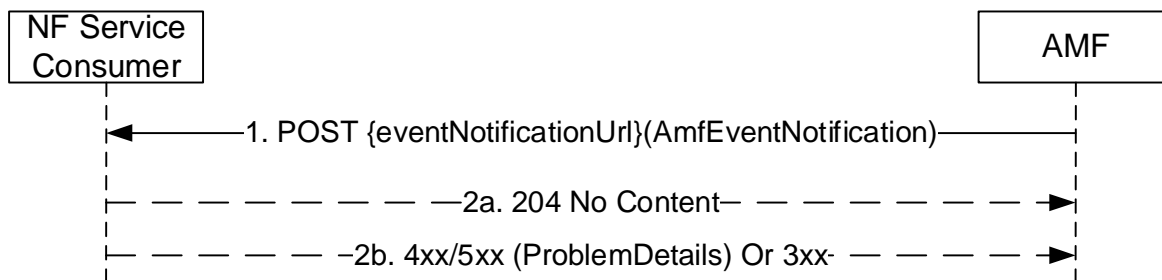 NF Service
Consumer
AMF
1. POST {eventNotificationUrl}(AmfEventNotification)
2a. 204 No Content
2b. 4xx/5xx (ProblemDetails) Or 3xx